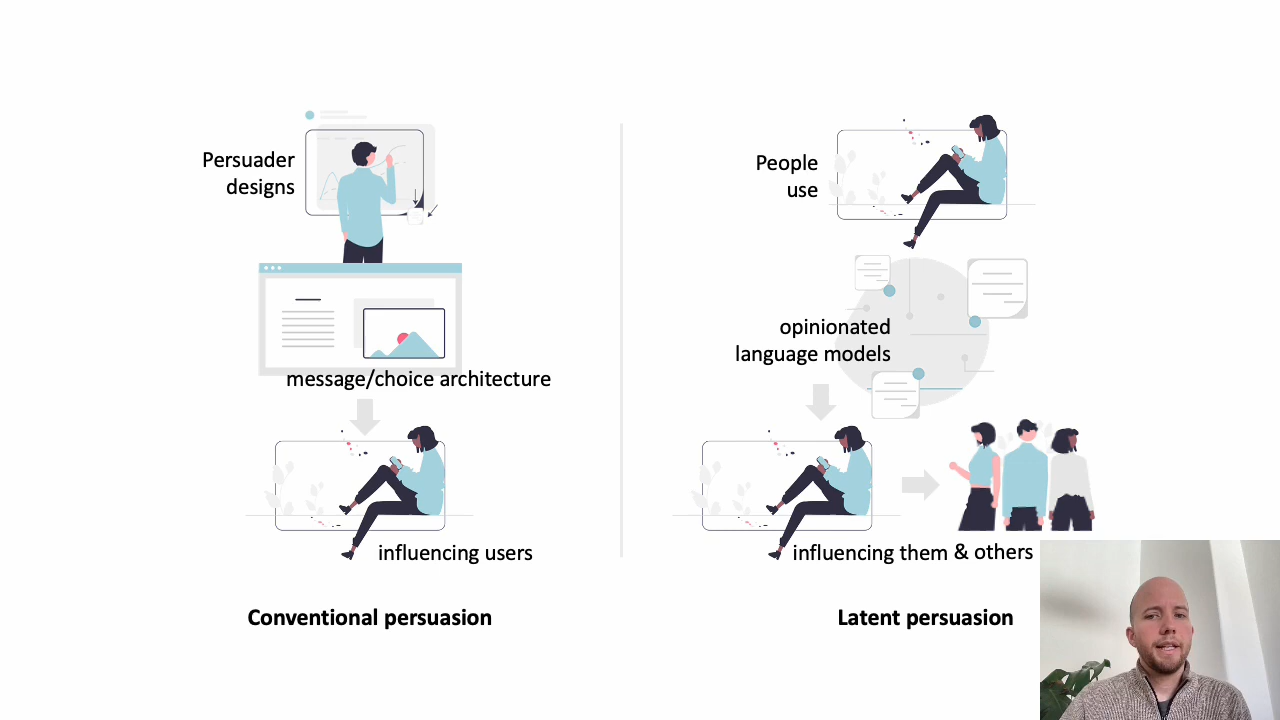 Persuader
designs
message/choice architecture
influencing users
Conventional persuasion
People
use
opinionated
language models
influencing them & others
Latent persuasion